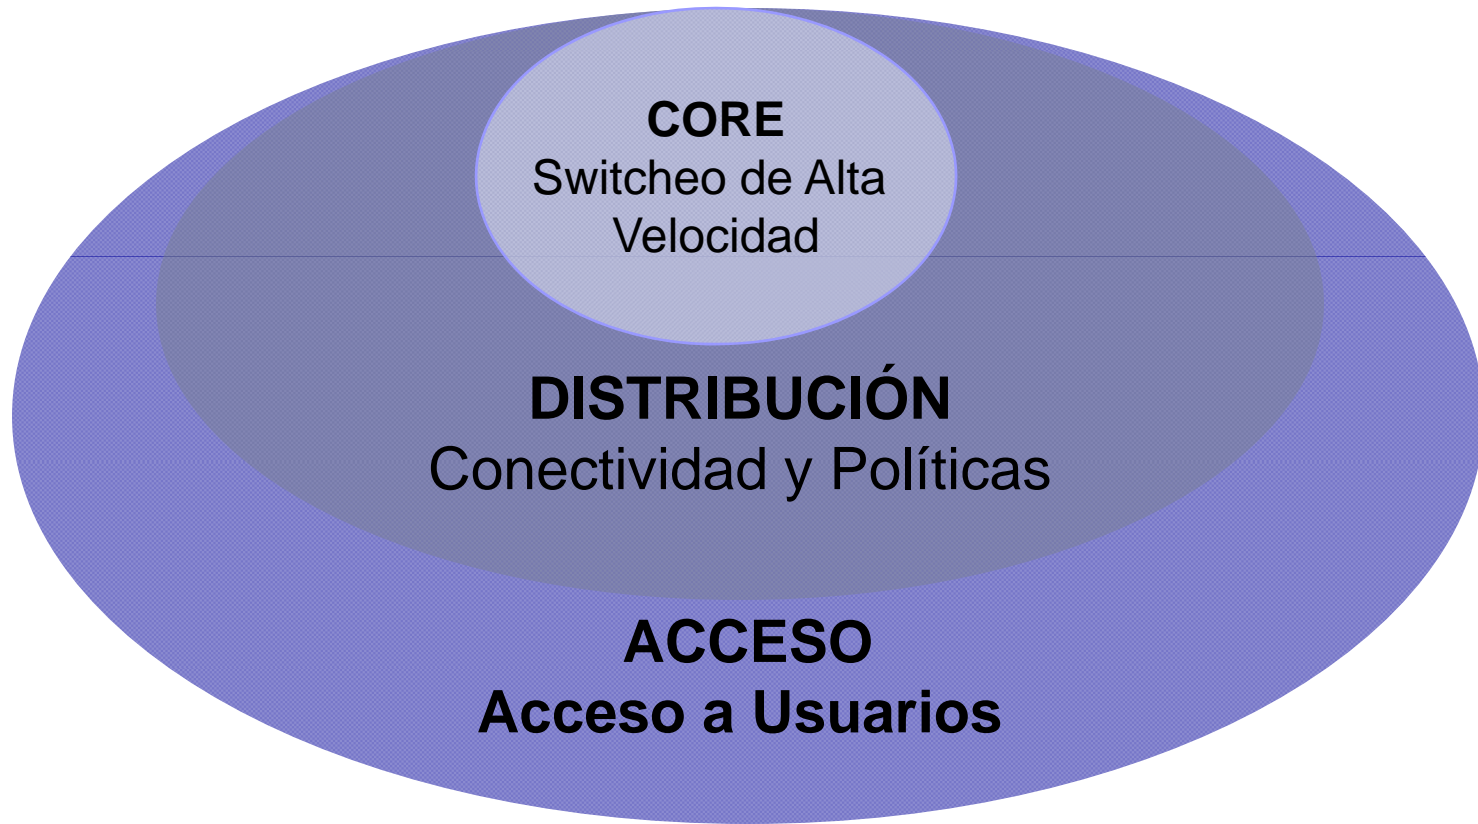 CORE
Switcheo de Alta
Velocidad
DISTRIBUCIÓN
Conectividad y Políticas
ACCESO
Acceso a Usuarios